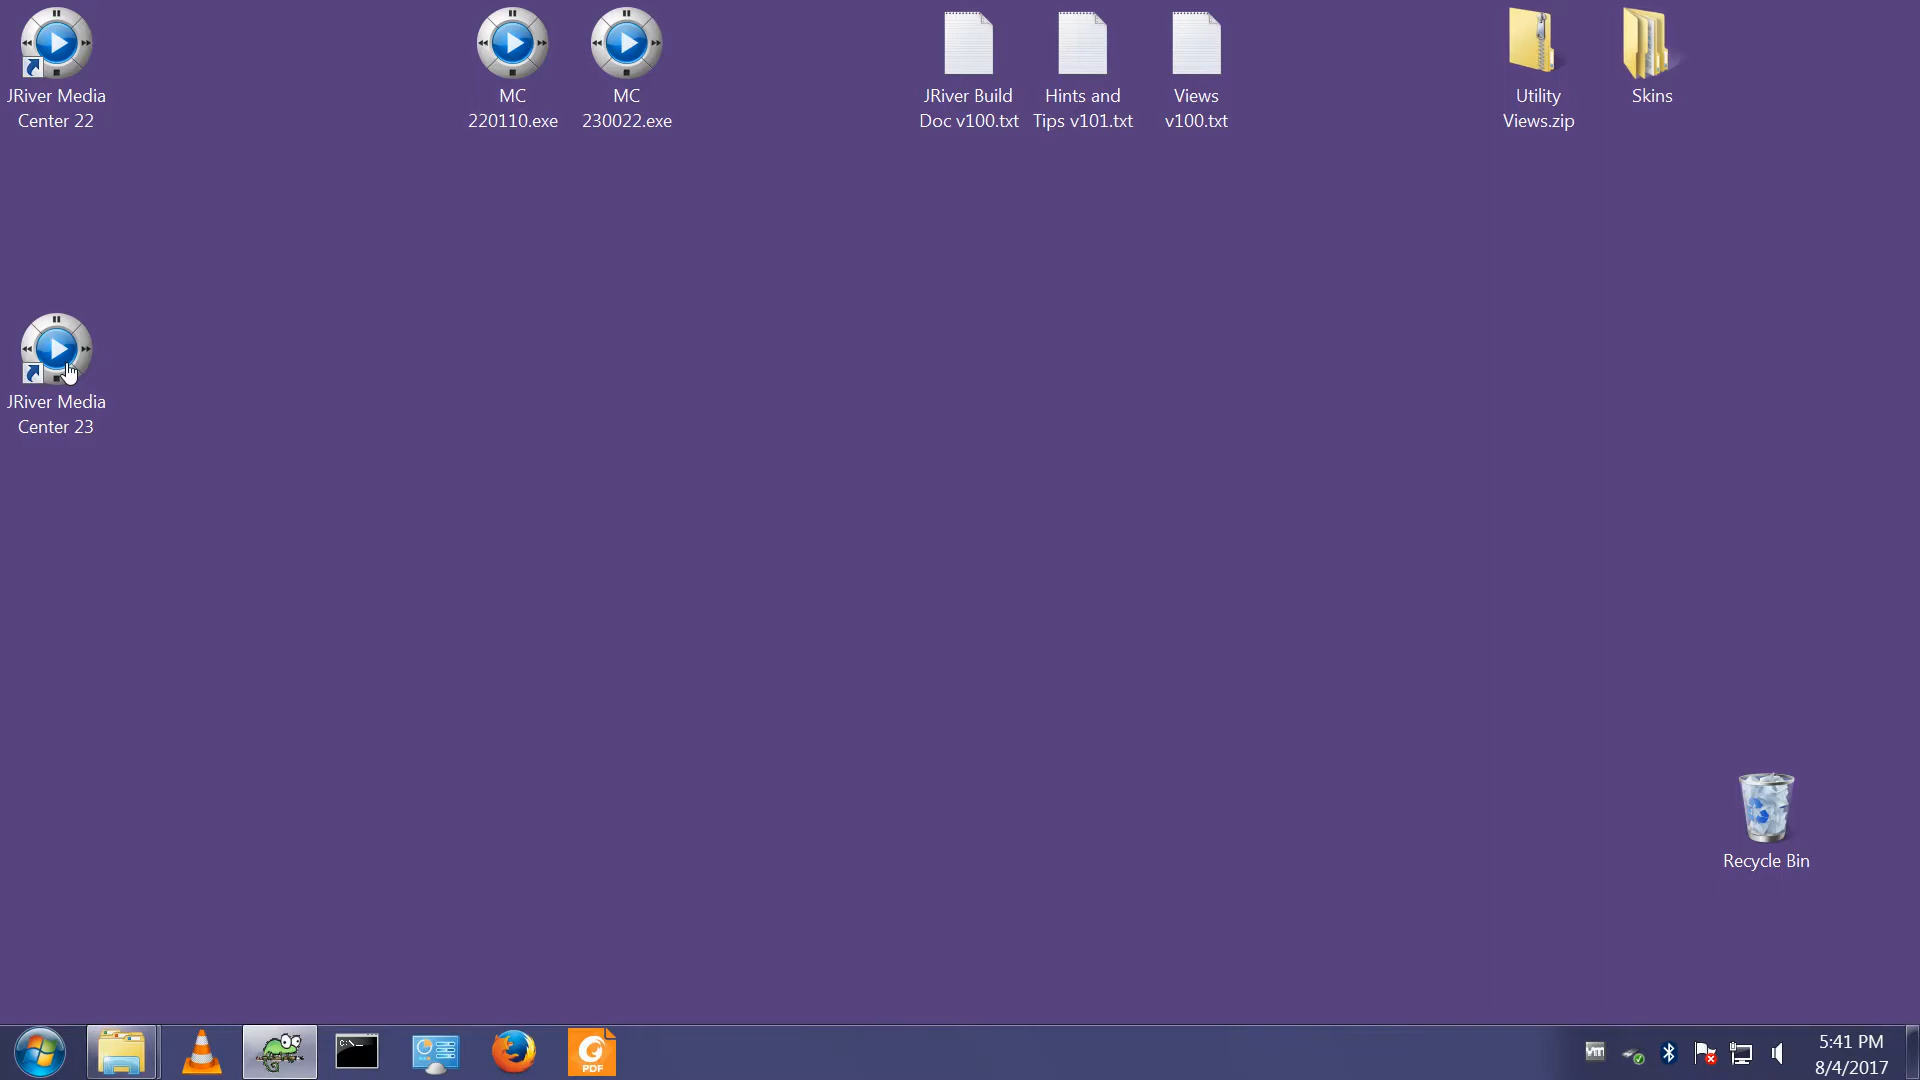 JRiver Media
Center 22
MC
220110.exe
MC
230022.exe
JRiver Build
Doc v100.txt
Hints and
Tips v101.txt
Views
v100.txt
Utility
Views.zip
Skins
JRiver Media
Center 23
Recycle Bin
C:\_
PDF
vm
5:41 PM
8/4/2017